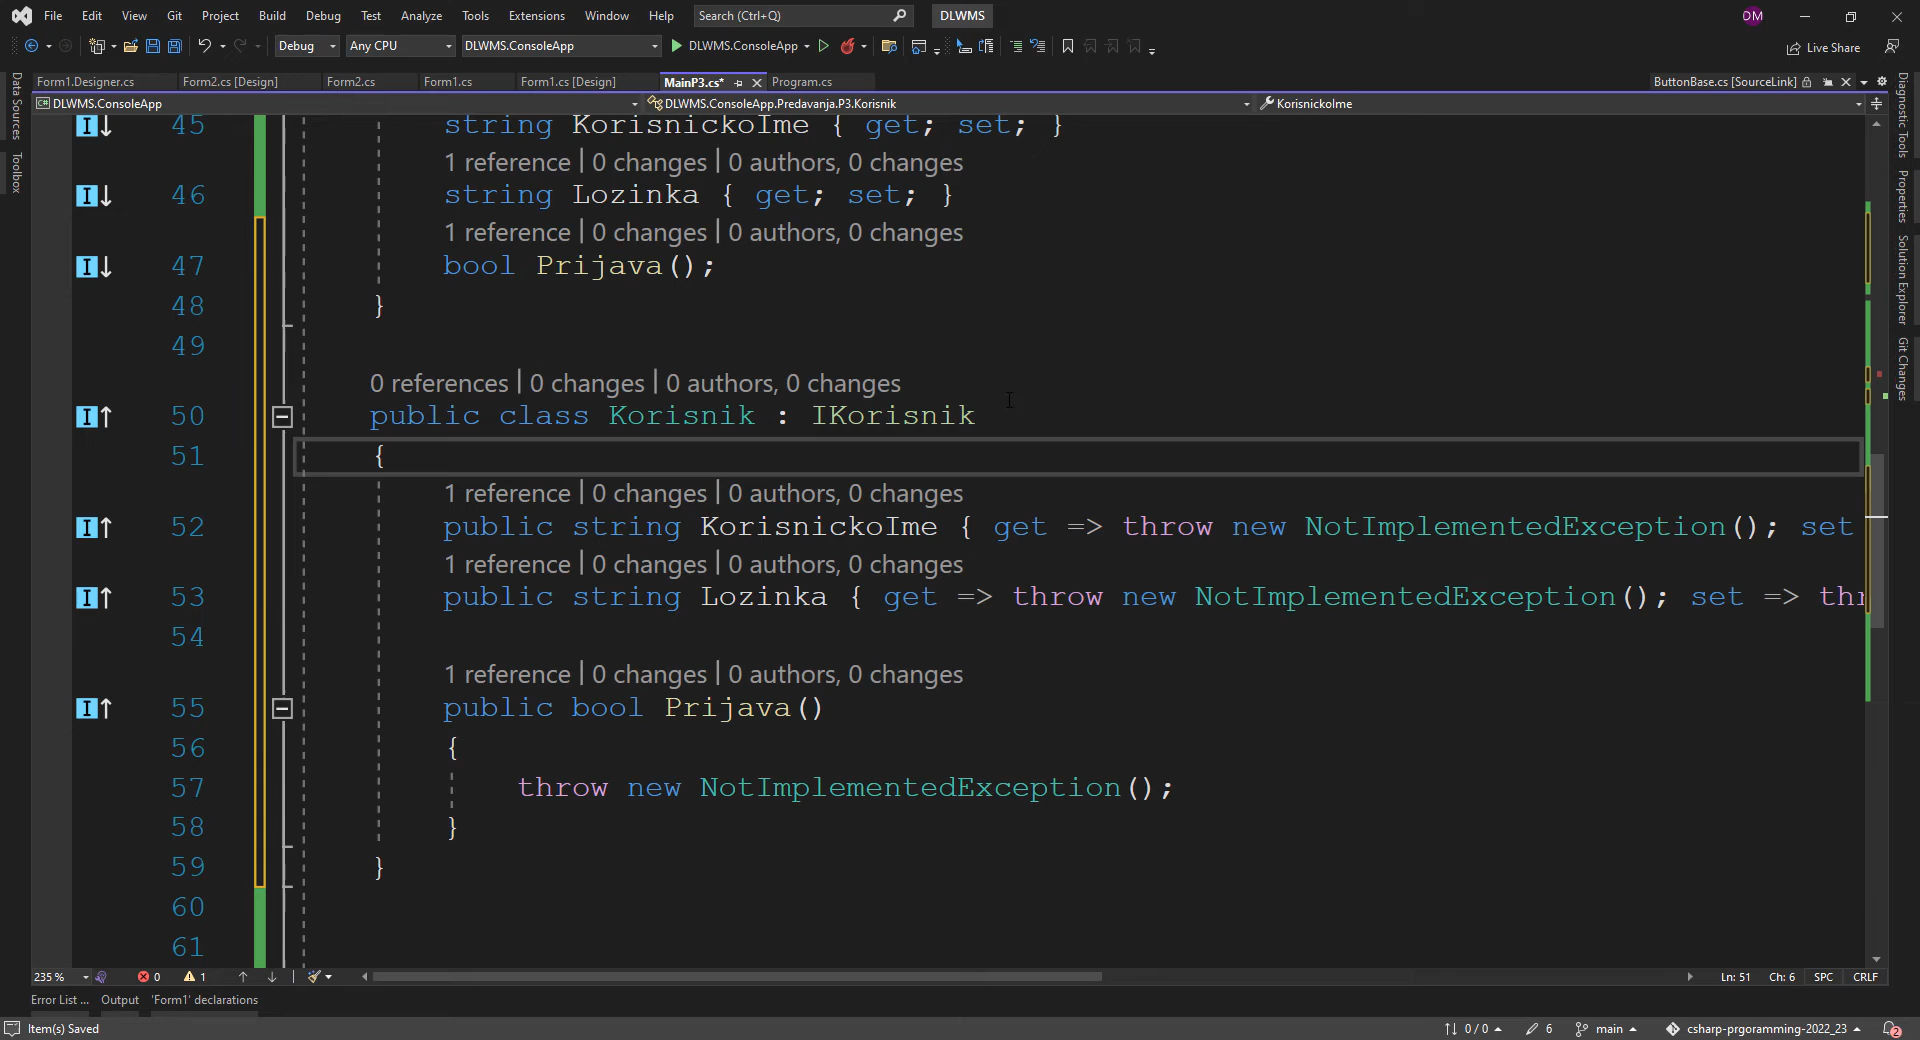 File Edit View Git Project Build Debug Test Analyze Tools Extensions Window Help Search (Ctrl+Q) DLWMS DM
Debug Any CPU DLWMS.ConsoleApp DLWMS.ConsoleApp Live Share
Form1.Designer.cs Form2.cs [Design] Form2.cs Form1.cs Form1.cs [Design] MainP3.cs* Program.cs ButtonBase.cs [SourceLink]
DLWMS.ConsoleApp DLWMS.ConsoleApp.Predavanja.P3.Korisnik KorisnickoIme
Data Sources
Toolbox
45 string KorisnickoIme { get; set; }
1 reference | 0 changes | 0 authors, 0 changes
46 string Lozinka { get; set; }
1 reference | 0 changes | 0 authors, 0 changes
47 bool Prijava();
48 }
49
0 references | 0 changes | 0 authors, 0 changes
50 public class Korisnik : IKorisnik
51 {
1 reference | 0 changes | 0 authors, 0 changes
52 public string KorisnickoIme { get => throw new NotImplementedException(); set
1 reference | 0 changes | 0 authors, 0 changes
53 public string Lozinka { get => throw new NotImplementedException(); set => thr
54
1 reference | 0 changes | 0 authors, 0 changes
55 public bool Prijava()
56 {
57 throw new NotImplementedException();
58 }
59 }
60
61
Diagnostic Tools
Properties
Solution Explorer
Git Changes
235 % 0 1 Ln: 51 Ch: 6 SPC CRLF
Error List ... Output 'Form1' declarations
Item(s) Saved 0 / 0 6 main csharp-prgoramming-2022_23 2